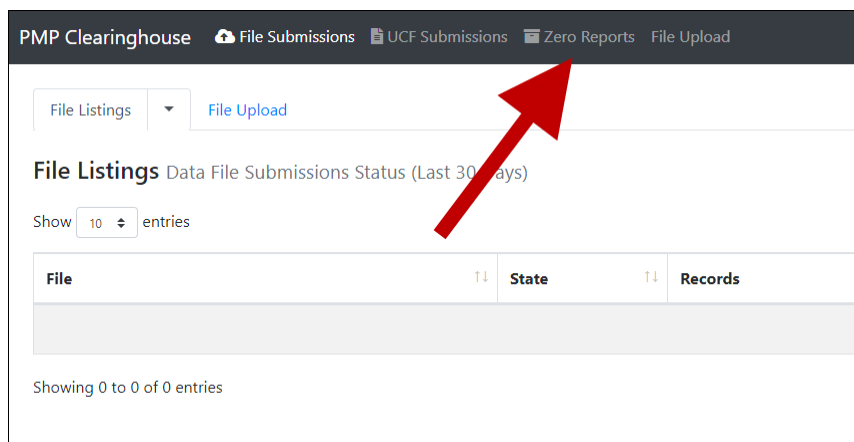 PMP Clearinghouse File Submissions UCF Submissions Zero Reports File Upload
File Listings File Upload
File Listings Data File Submissions Status (Last 30 Days)
Show 10 entries
File State Records
Showing 0 to 0 of 0 entries